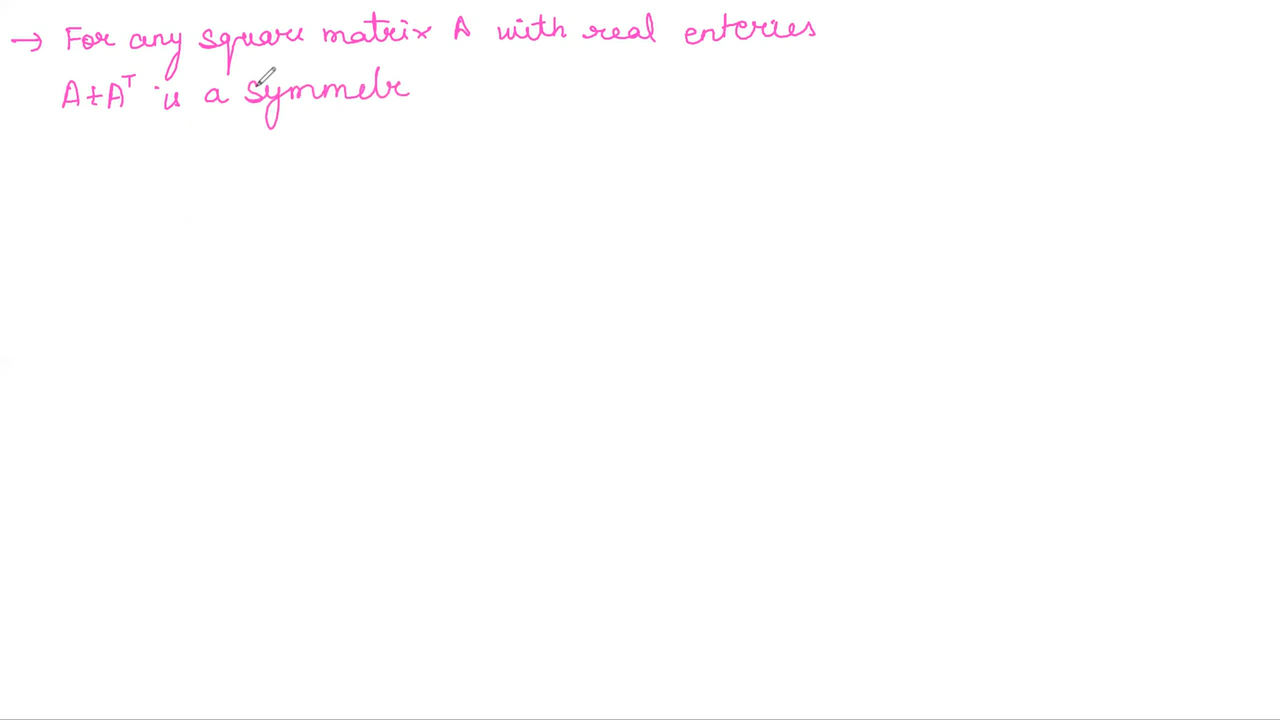 → For any square matrix A with real enteries
A+Aᵀ is a Symmetr